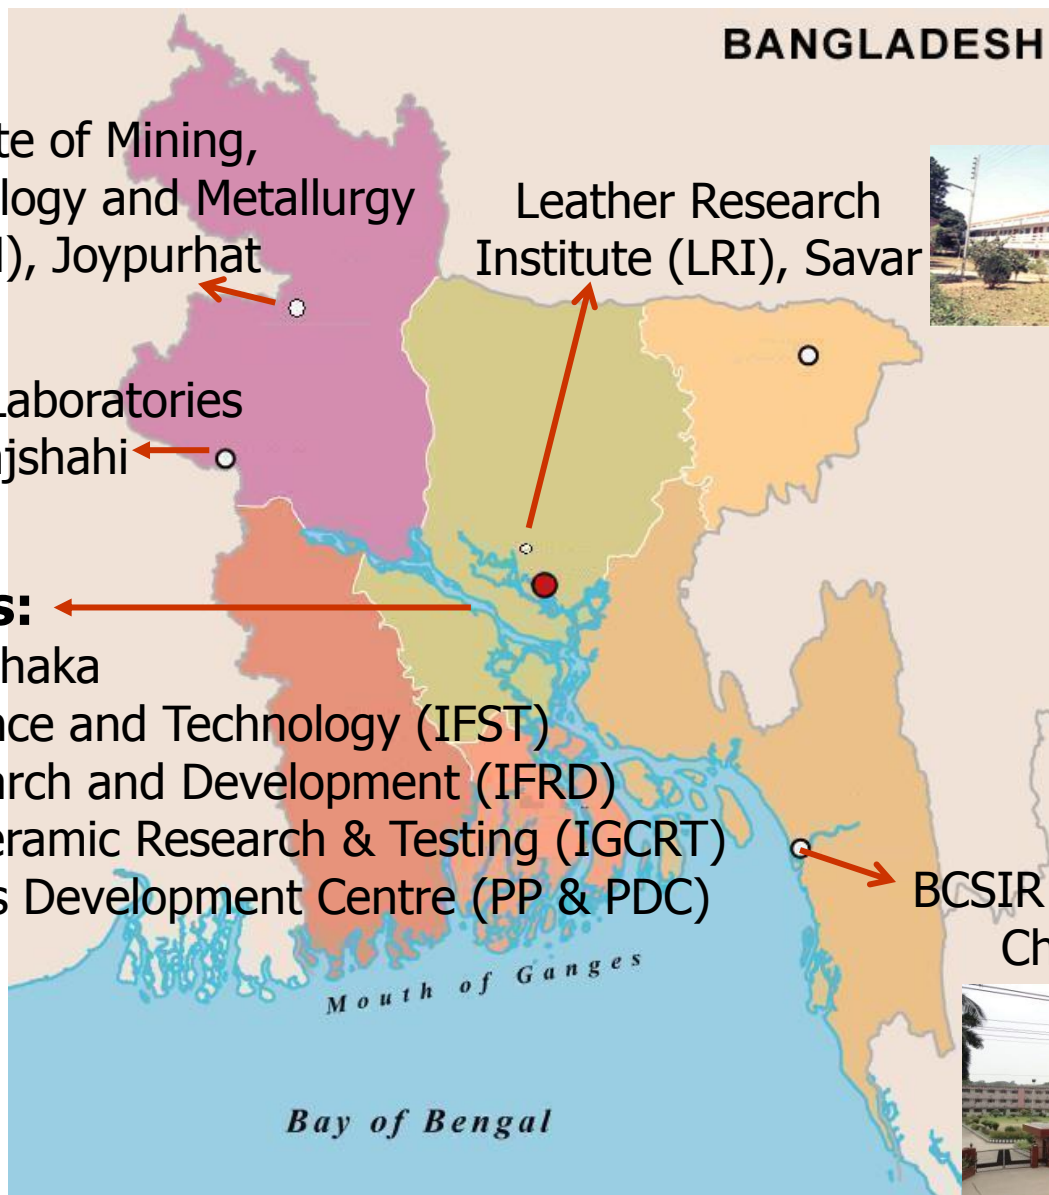 BANGLADESH
te of Mining,
logy and Metallurgy
), Joypurhat
Leather Research
Institute (LRI), Savar
Laboratories
jshahi
s:
haka
nce and Technology (IFST)
arch and Development (IFRD)
eramic Research & Testing (IGCRT)
s Development Centre (PP & PDC)
BCSIR
Ch
Mouth of Ganges
Bay of Bengal